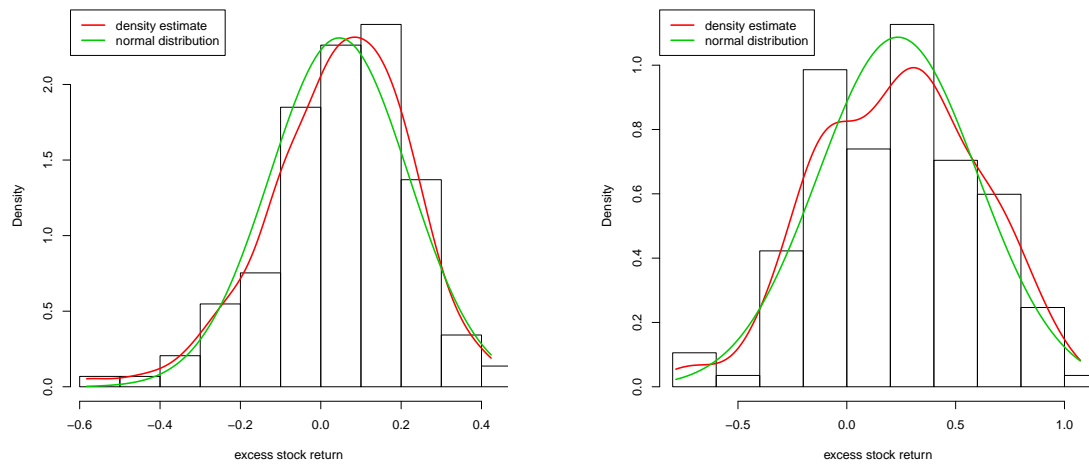 density estimate
normal distribution
Density
0.0
0.5
1.0
1.5
2.0
−0.6
−0.4
−0.2
0.0
0.2
0.4
excess stock return
density estimate
normal distribution
Density
0.0
0.2
0.4
0.6
0.8
1.0
−0.5
0.0
0.5
1.0
excess stock return